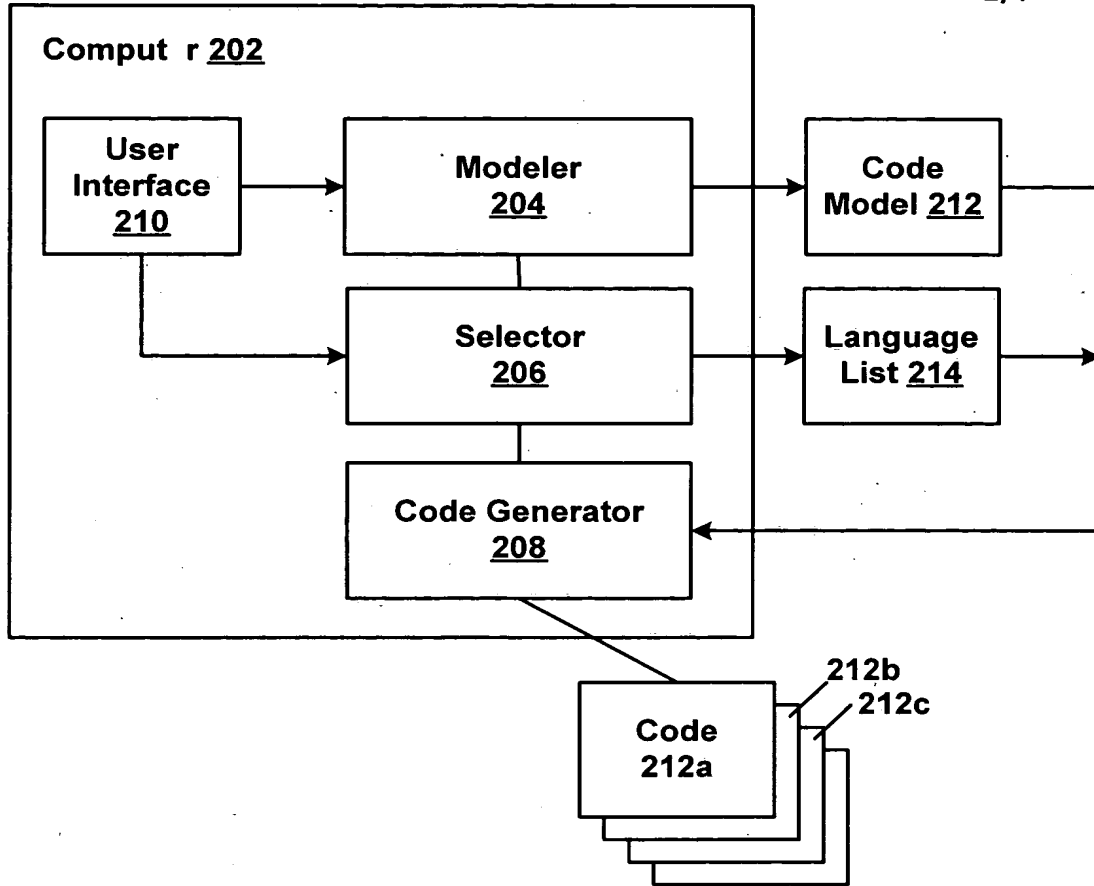 Comput r 202
User
Interface
210
Modeler
204
Code
Model 212
Selector
206
Language
List 214
Code Generator
208
212b
212c
Code
212a